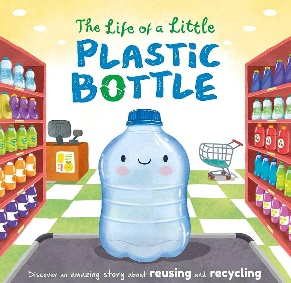 The Life of a Little
PLASTIC
BOTTLE
Discover an amazing story about reusing and recycling